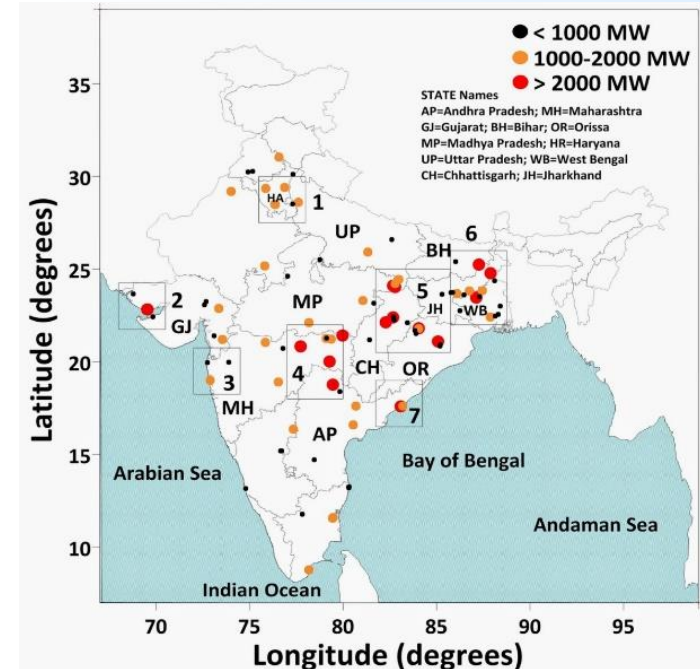 < 1000 MW
1000-2000 MW
> 2000 MW
STATE Names
AP=Andhra Pradesh; MH=Maharashtra
GJ=Gujarat; BH=Bihar; OR=Orissa
MP=Madhya Pradesh; HR=Haryana
UP=Uttar Pradesh; WB=West Bengal
CH=Chhattisgarh; JH=Jharkhand
35
30
25
20
15
10
Latitude (degrees)
HA
1
UP
6
BH
2
MP
5
JH
WB
GJ
3
4
CH
OR
MH
7
AP
Arabian Sea
Bay of Bengal
Andaman Sea
Indian Ocean
70 75 80 85 90 95
Longitude (degrees)